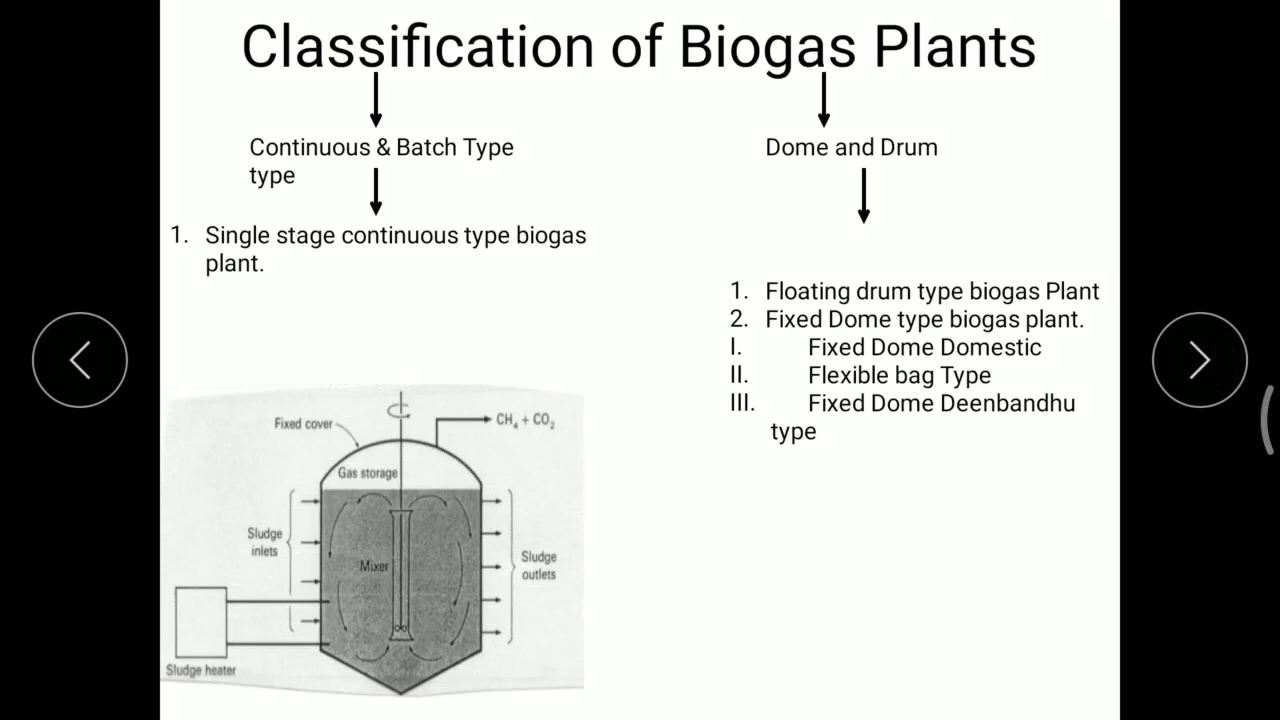 Classification of Biogas Plants
Continuous & Batch Type
type
1. Single stage continuous type biogas
plant.
Dome and Drum
1. Floating drum type biogas Plant
2. Fixed Dome type biogas plant.
I. Fixed Dome Domestic
II. Flexible bag Type
III. Fixed Dome Deenbandhu
type
Fixed cover
CH₄ + CO₂
Gas storage
Sludge
inlets
Mixer
Sludge
outlets
Sludge heater